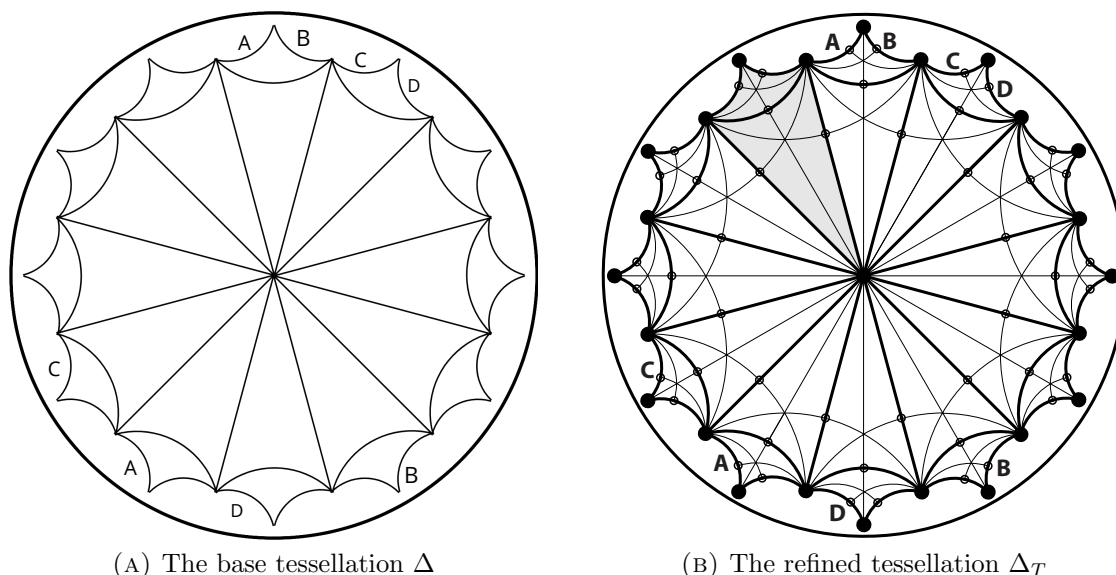 A B C D
C
A
D
B
(A) The base tessellation Δ
A B C D
C
A
D
B
(B) The refined tessellation Δ_T